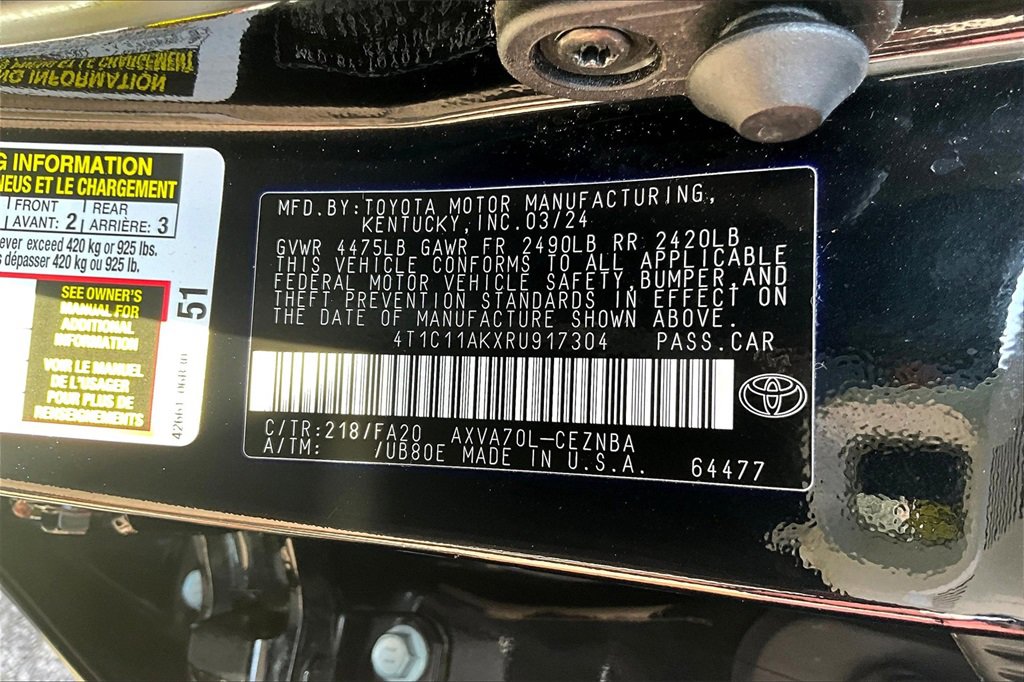 G INFORMATION
NEUS ET LE CHARGEMENT
FRONT REAR
AVANT: 2 ARRIÈRE: 3
ever exceed 420 kg or 925 lbs.
s dépasser 420 kg ou 925 lb.
SEE OWNER'S
MANUAL FOR
ADDITIONAL
INFORMATION
VOIR LE MANUEL
DE L'USAGER
POUR PLUS DE
RENSEIGNEMENTS
51
MFD.BY:TOYOTA MOTOR MANUFACTURING,
KENTUCKY,INC.03/24
GVWR 4475LB GAWR FR 2490LB RR 2420LB
THIS VEHICLE CONFORMS TO ALL APPLICABLE
FEDERAL MOTOR VEHICLE SAFETY,BUMPER,AND
THEFT PREVENTION STANDARDS IN EFFECT ON
THE DATE OF MANUFACTURE SHOWN ABOVE.
4T1C11AKXRU917304 PASS.CAR
C/TR:218/FA20 AXVA70L-CEZNBA
A/TM: /UB80E MADE IN U.S.A. 64477